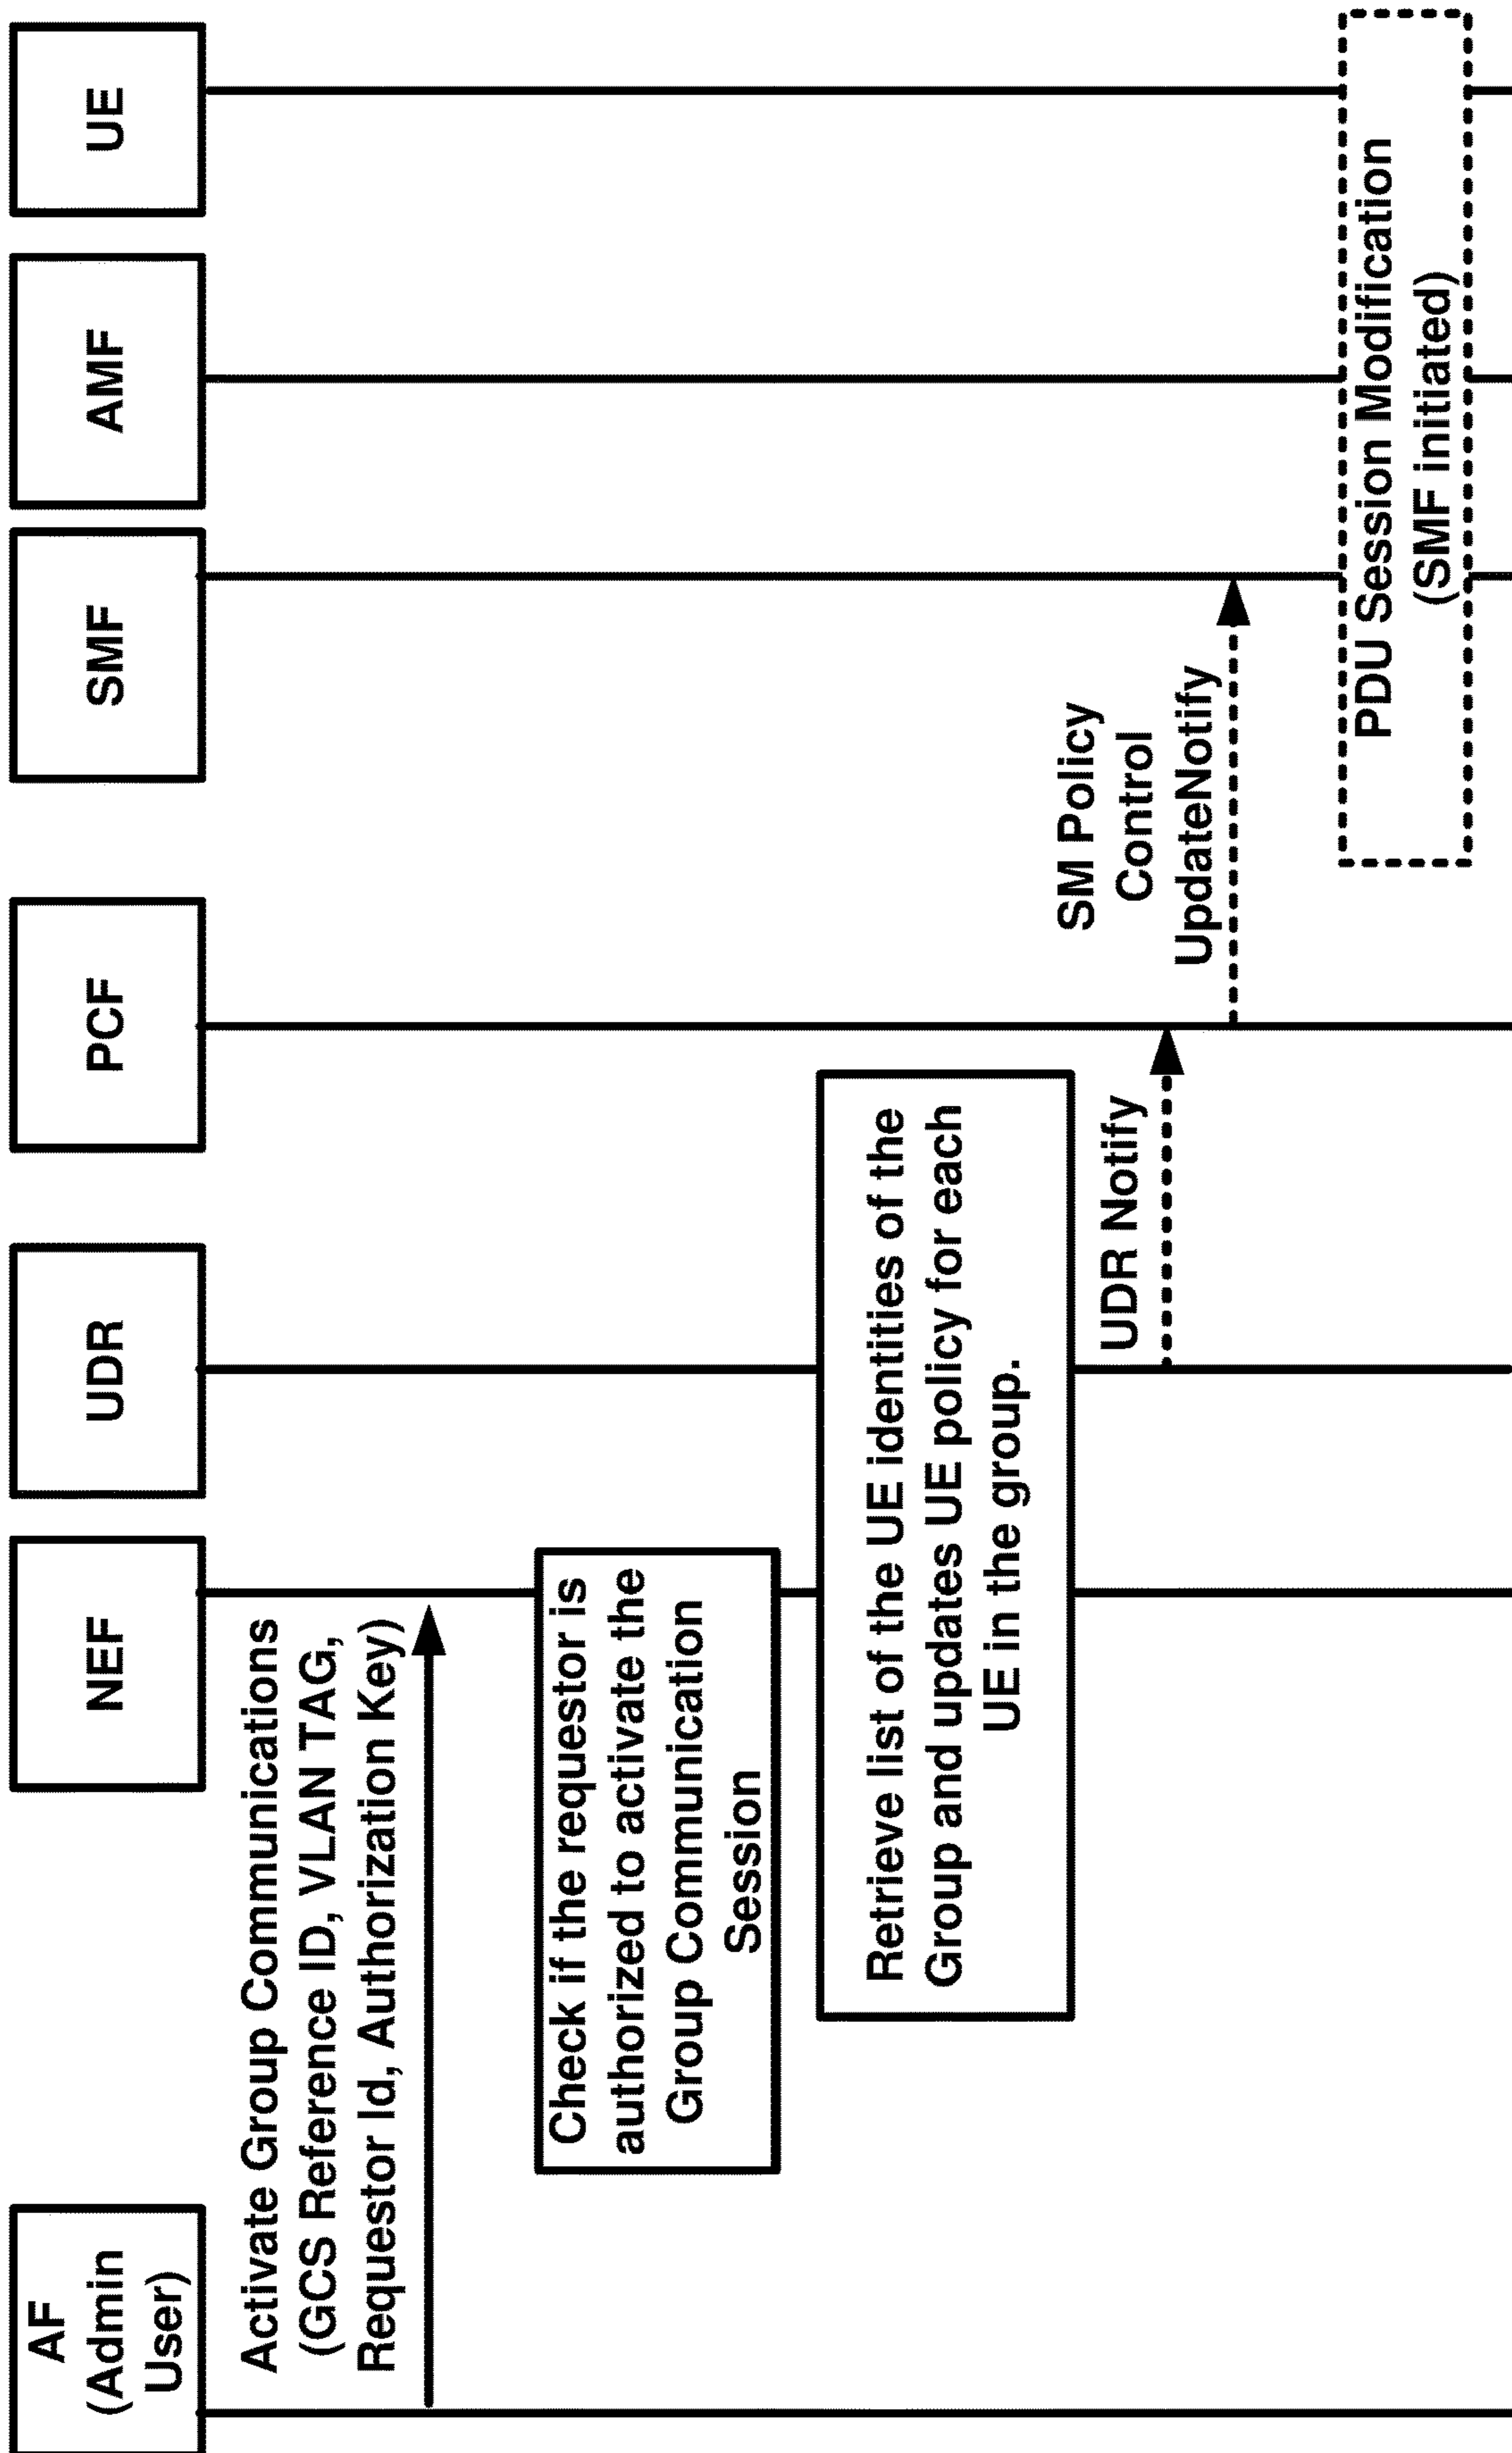 AF
(Admin
User)
NEF
UDR
PCF
SMF
AMF
UE
Activate Group Communications
(GCS Reference ID, VLAN TAG,
Requestor Id, Authorization Key)
Check if the requestor is
authorized to activate the
Group Communication
Session
Retrieve list of the UE identities of the
Group and updates UE policy for each
UE in the group.
UDR Notify
SM Policy
Control
UpdateNotify
PDU Session Modification
(SMF initiated)